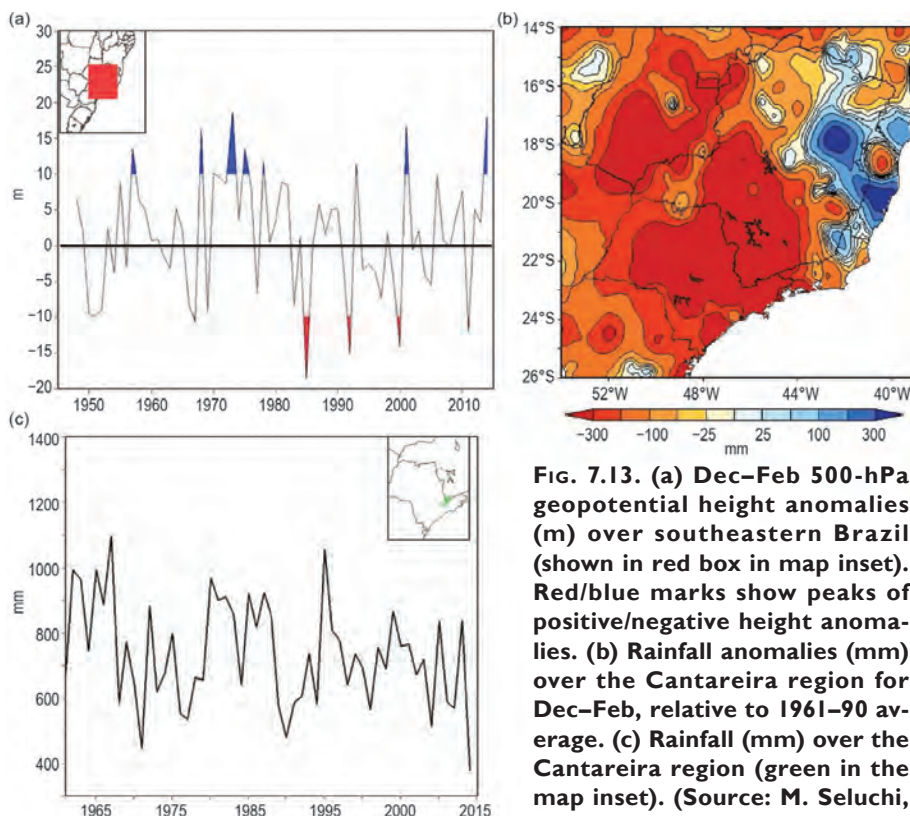 (a)
30
25
20
15
10
5
0
−5
−10
−15
−20
m
1950 1960 1970 1980 1990 2000 2010
(b)
14°S
16°S
18°S
20°S
22°S
24°S
26°S
52°W 48°W 44°W 40°W
−300 −100 −25 25 100 300
mm
(c)
1400
1200
1000
800
600
400
mm
1965 1975 1985 1995 2000 2014
FIG. 7.13. (a) Dec–Feb 500-hPa
geopotential height anomalies
(m) over southeastern Brazil
(shown in red box in map inset).
Red/blue marks show peaks of
positive/negative height anoma-
lies. (b) Rainfall anomalies (mm)
over the Cantareira region for
Dec–Feb, relative to 1961–90 av-
erage. (c) Rainfall (mm) over the
Cantareira region (green in the
map inset). (Source: M. Seluchi,